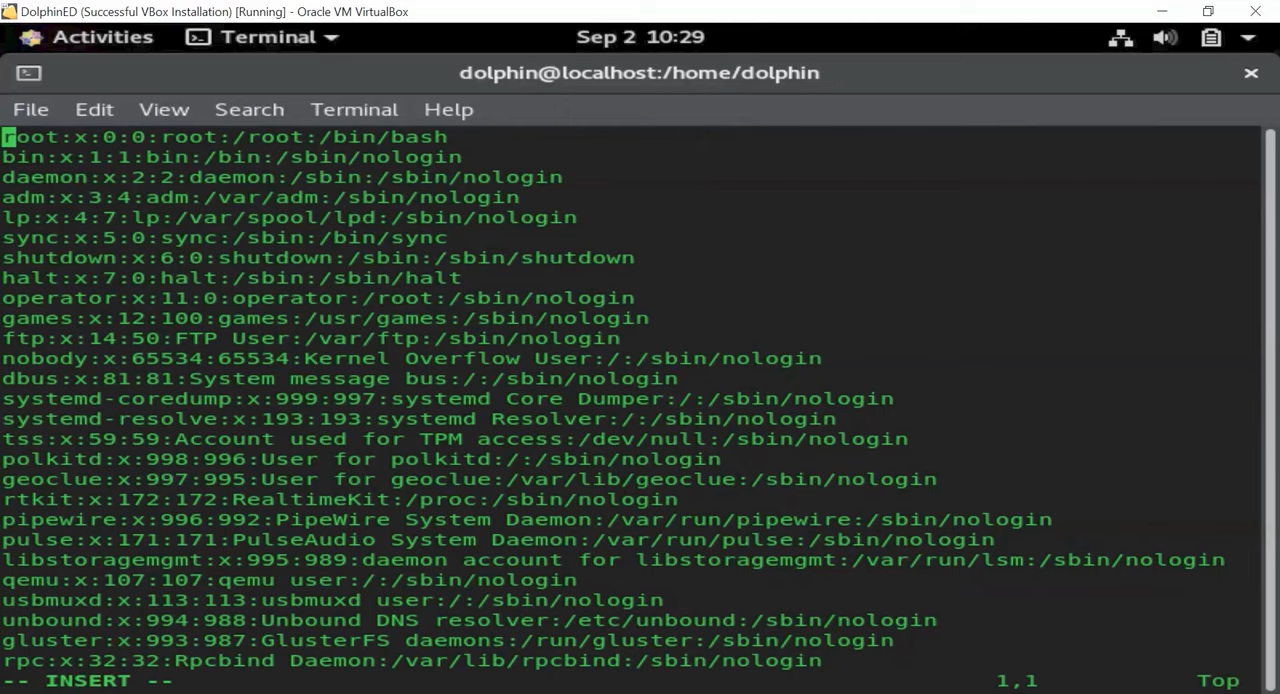 DolphinED (Successful VBox Installation) [Running] - Oracle VM VirtualBox
Activities Terminal Sep 2 10:29
dolphin@localhost:/home/dolphin
File Edit View Search Terminal Help
root:x:0:0:root:/root:/bin/bash
bin:x:1:1:bin:/bin:/sbin/nologin
daemon:x:2:2:daemon:/sbin:/sbin/nologin
adm:x:3:4:adm:/var/adm:/sbin/nologin
lp:x:4:7:lp:/var/spool/lpd:/sbin/nologin
sync:x:5:0:sync:/sbin:/bin/sync
shutdown:x:6:0:shutdown:/sbin:/sbin/shutdown
halt:x:7:0:halt:/sbin:/sbin/halt
operator:x:11:0:operator:/root:/sbin/nologin
games:x:12:100:games:/usr/games:/sbin/nologin
ftp:x:14:50:FTP User:/var/ftp:/sbin/nologin
nobody:x:65534:65534:Kernel Overflow User:/:/sbin/nologin
dbus:x:81:81:System message bus:/:/sbin/nologin
systemd-coredump:x:999:997:systemd Core Dumper:/:/sbin/nologin
systemd-resolve:x:193:193:systemd Resolver:/:/sbin/nologin
tss:x:59:59:Account used for TPM access:/dev/null:/sbin/nologin
polkitd:x:998:996:User for polkitd:/:/sbin/nologin
geoclue:x:997:995:User for geoclue:/var/lib/geoclue:/sbin/nologin
rtkit:x:172:172:RealtimeKit:/proc:/sbin/nologin
pipewire:x:996:992:PipeWire System Daemon:/var/run/pipewire:/sbin/nologin
pulse:x:171:171:PulseAudio System Daemon:/var/run/pulse:/sbin/nologin
libstoragemgmt:x:995:989:daemon account for libstoragemgmt:/var/run/lsm:/sbin/nologin
qemu:x:107:107:qemu user:/:/sbin/nologin
usbmuxd:x:113:113:usbmuxd user:/:/sbin/nologin
unbound:x:994:988:Unbound DNS resolver:/etc/unbound:/sbin/nologin
gluster:x:993:987:GlusterFS daemons:/run/gluster:/sbin/nologin
rpc:x:32:32:Rpcbind Daemon:/var/lib/rpcbind:/sbin/nologin
-- INSERT -- 1,1 Top